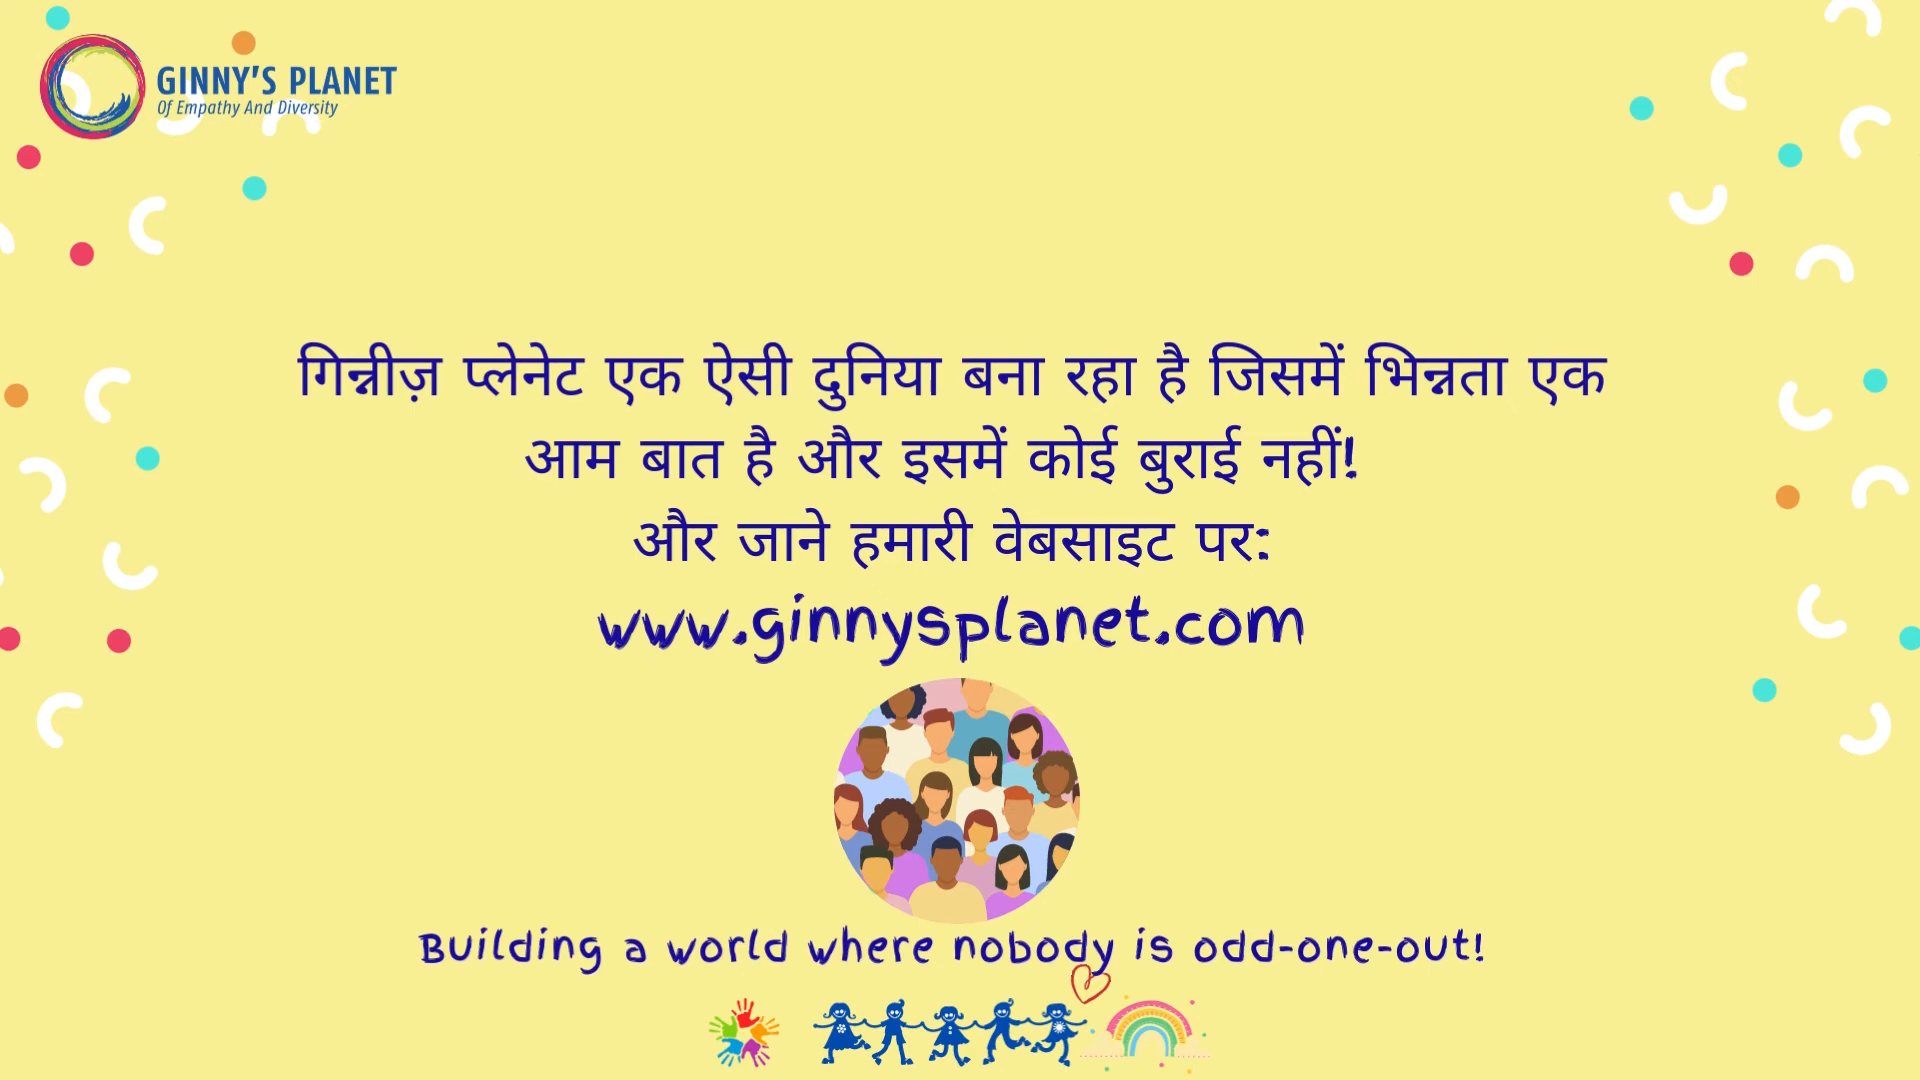 GINNY'S PLANET
Of Empathy And Diversity
गिन्नीज़ प्लेनेट एक ऐसी दुनिया बना रहा है जिसमें भिन्नता एक
आम बात है और इसमें कोई बुराई नहीं!
और जाने हमारी वेबसाइट पर:
www.ginnysplanet.com
Building a world where nobody is odd-one-out!